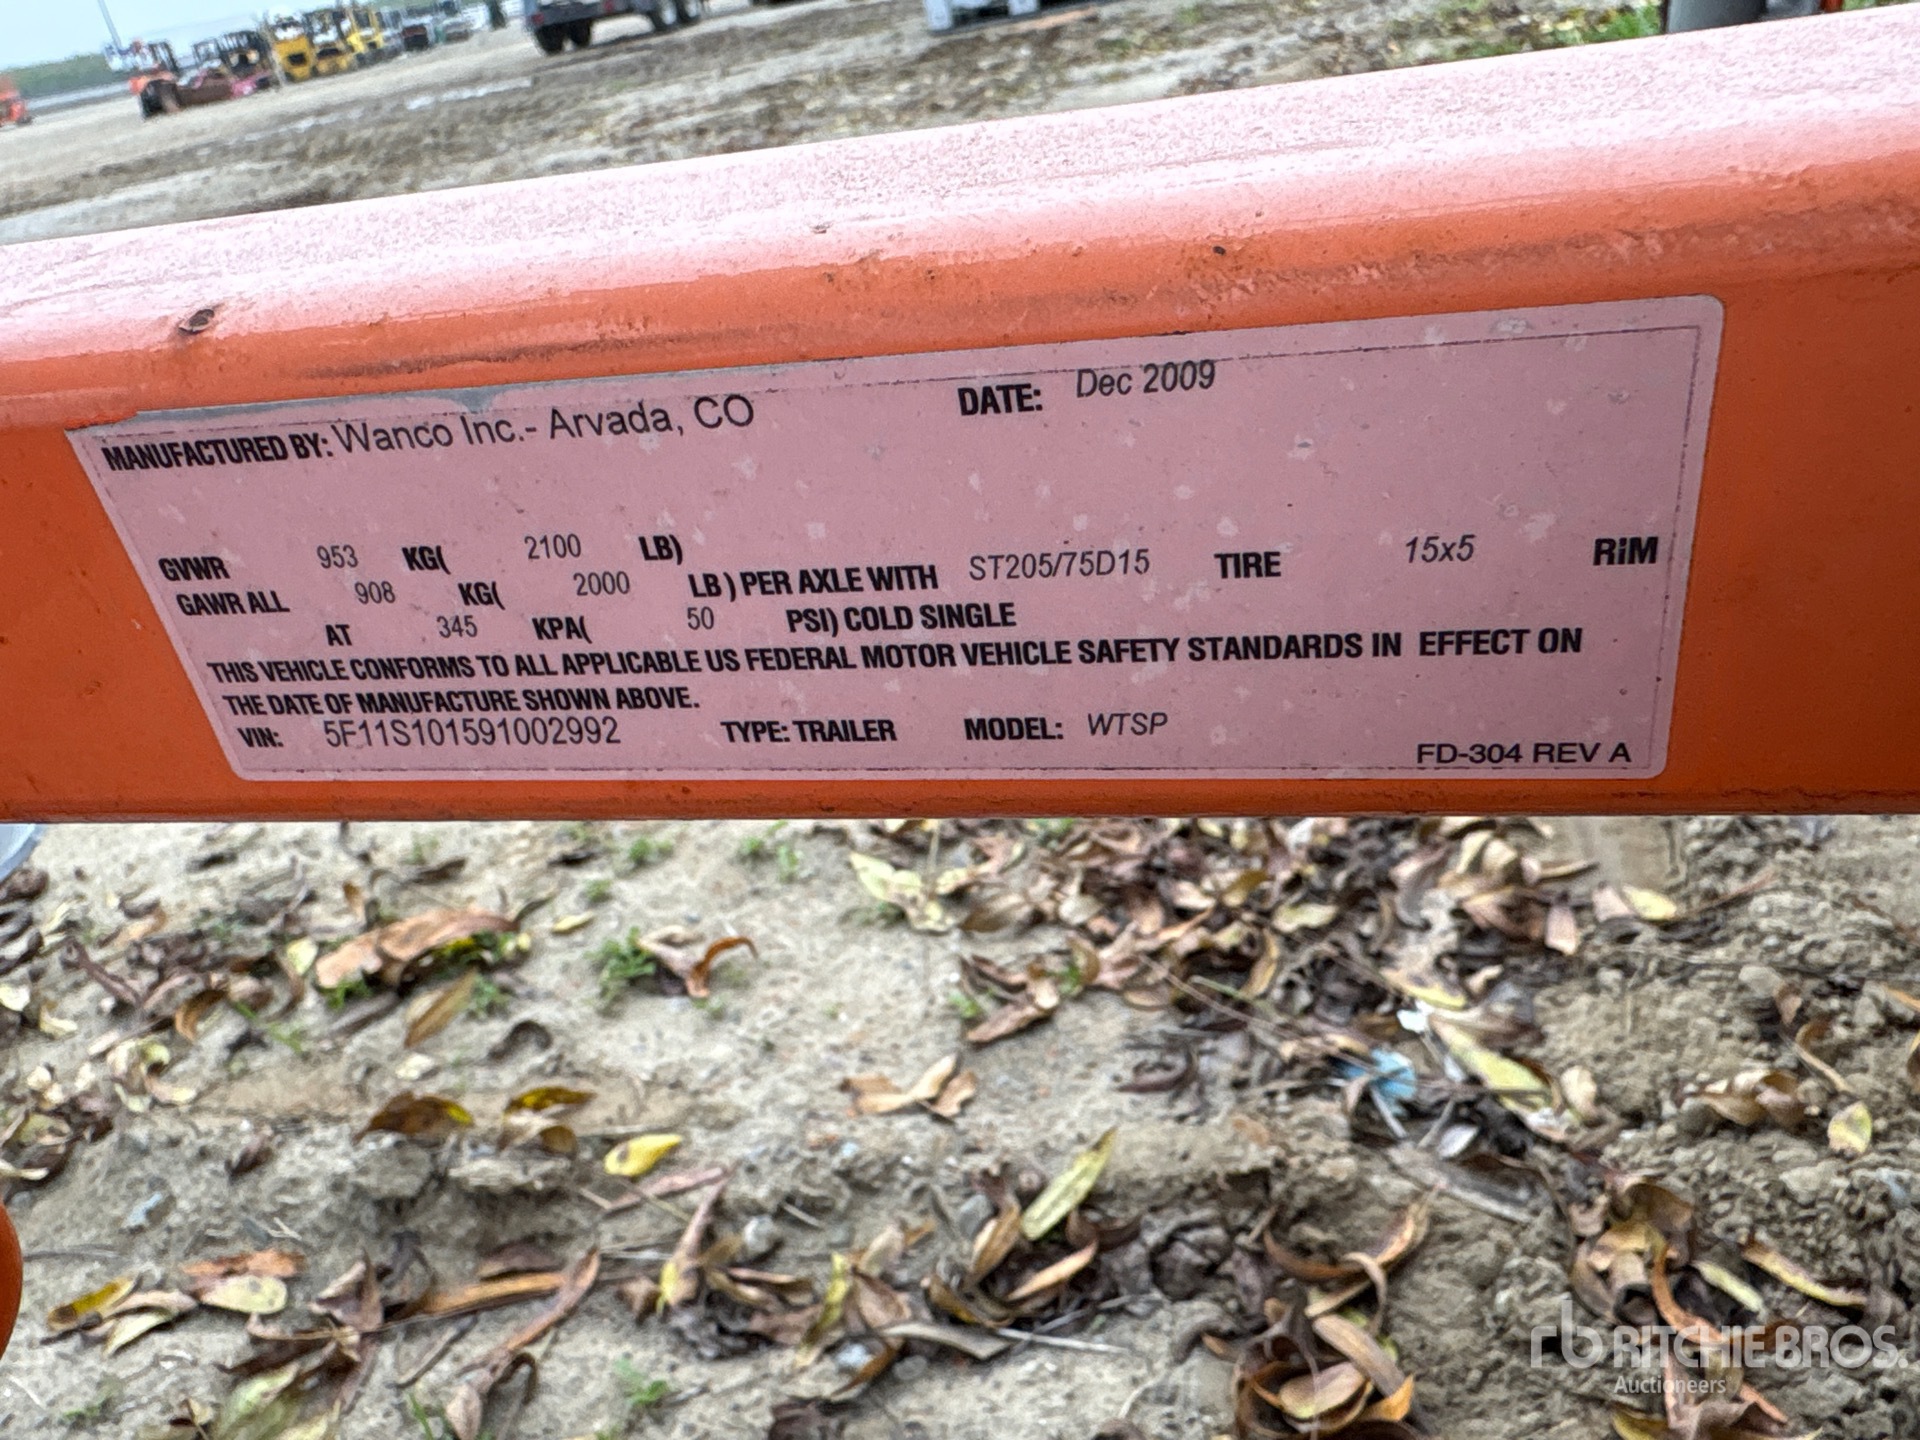 MANUFACTURED BY: Wanco Inc.- Arvada, CO DATE: Dec 2009
GVWR 953 KG( 2100 LB)
GAWR ALL 908 KG( 2000 LB) PER AXLE WITH ST205/75D15 TIRE 15x5 RiM
AT 345 KPA( 50 PSI) COLD SINGLE
THIS VEHICLE CONFORMS TO ALL APPLICABLE US FEDERAL MOTOR VEHICLE SAFETY STANDARDS IN EFFECT ON
THE DATE OF MANUFACTURE SHOWN ABOVE.
VIN: 5F11S101591002992 TYPE: TRAILER MODEL: WTSP
FD-304 REV A
rb RITCHIE BROS.
Auctioneers